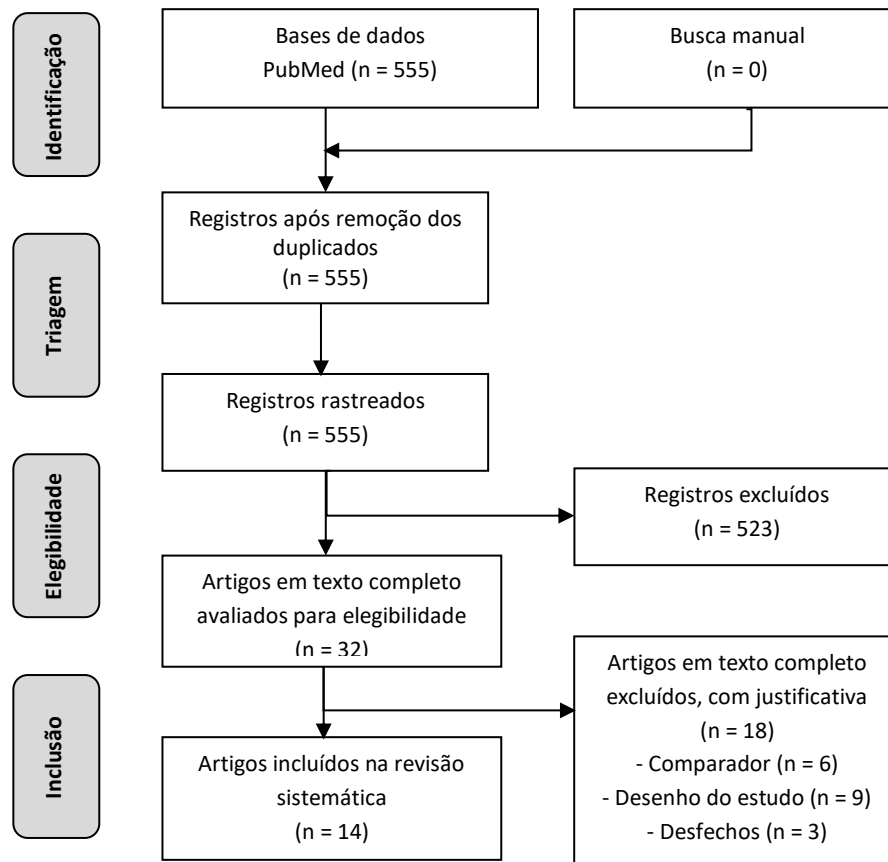 Identificação
Bases de dados
PubMed (n = 555)
Busca manual
(n = 0)
Triagem
Registros após remoção dos
duplicados
(n = 555)
Registros rastreados
(n = 555)
Elegibilidade
Registros excluídos
(n = 523)
Artigos em texto completo
avaliados para elegibilidade
(n = 32)
Inclusão
Artigos em texto completo
excluídos, com justificativa
(n = 18)
- Comparador (n = 6)
- Desenho do estudo (n = 9)
- Desfechos (n = 3)
Artigos incluídos na revisão
sistemática
(n = 14)